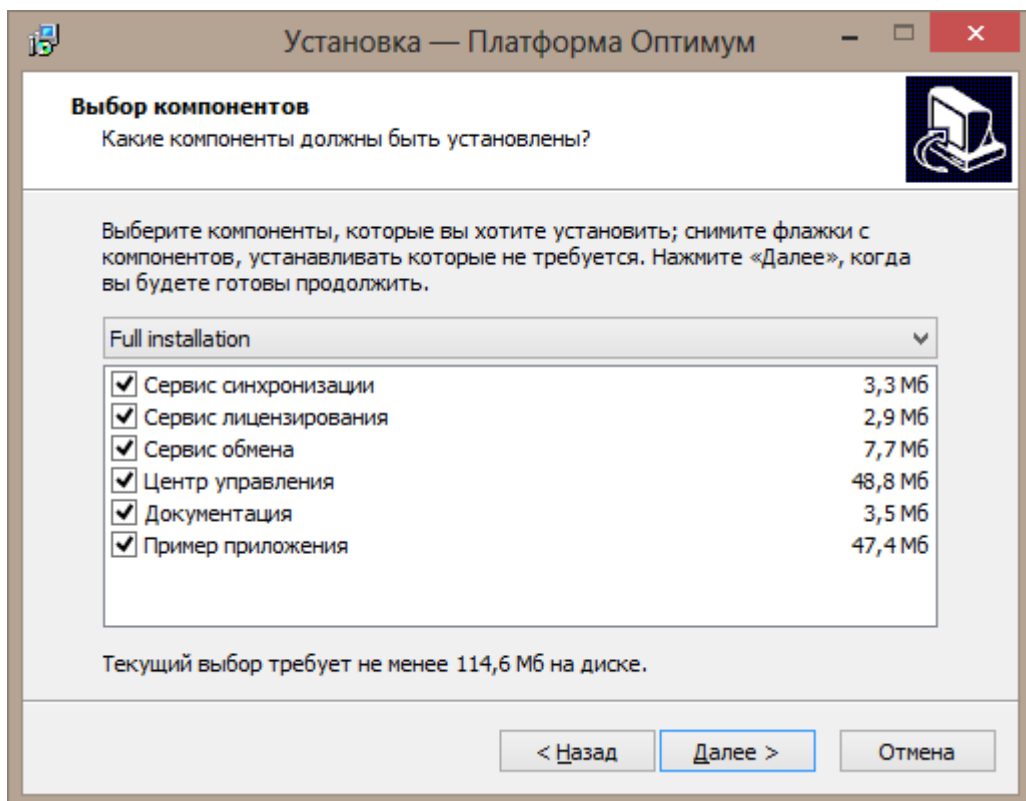 Установка — Платформа Оптимум
Выбор компонентов
Какие компоненты должны быть установлены?
Выберите компоненты, которые вы хотите установить; снимите флажки с
компонентов, устанавливать которые не требуется. Нажмите «Далее», когда
вы будете готовы продолжить.
Full installation
Сервис синхронизации 3,3 Мб
Сервис лицензирования 2,9 Мб
Сервис обмена 7,7 Мб
Центр управления 48,8 Мб
Документация 3,5 Мб
Пример приложения 47,4 Мб
Текущий выбор требует не менее 114,6 Мб на диске.
< Назад Далее > Отмена